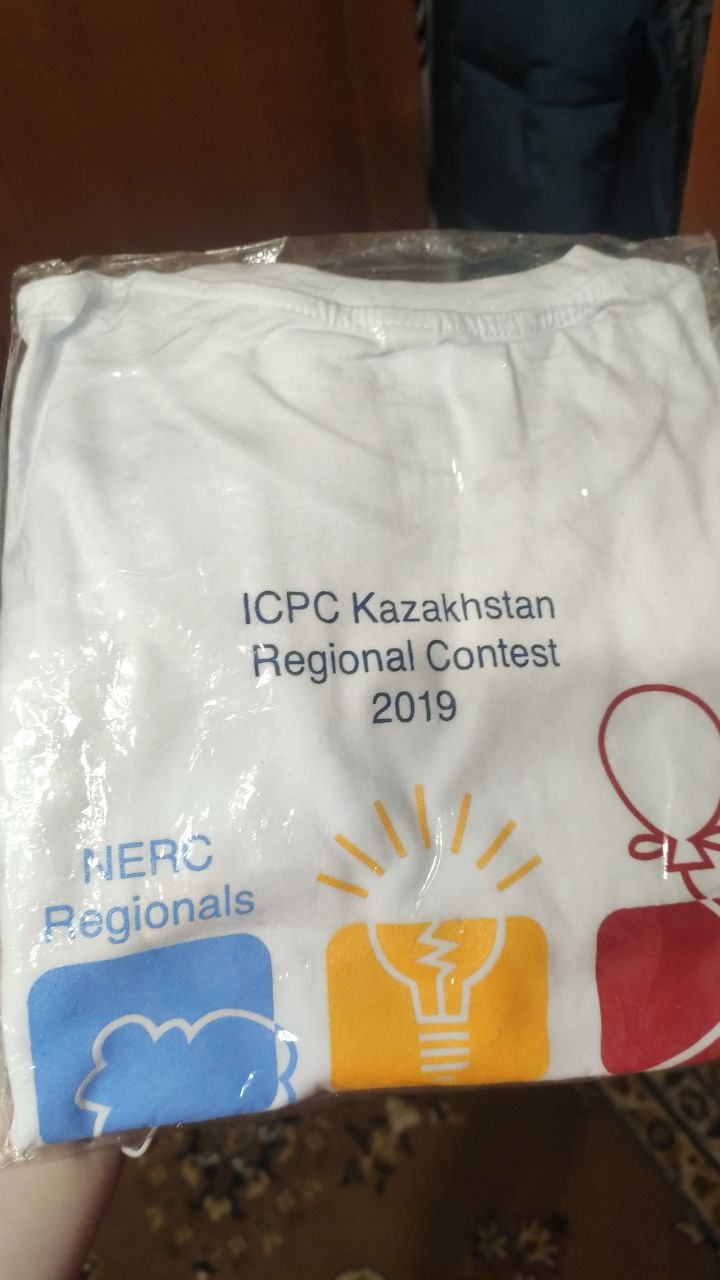 ICPC Kazakhstan
Regional Contest
2019
NERC
Regionals